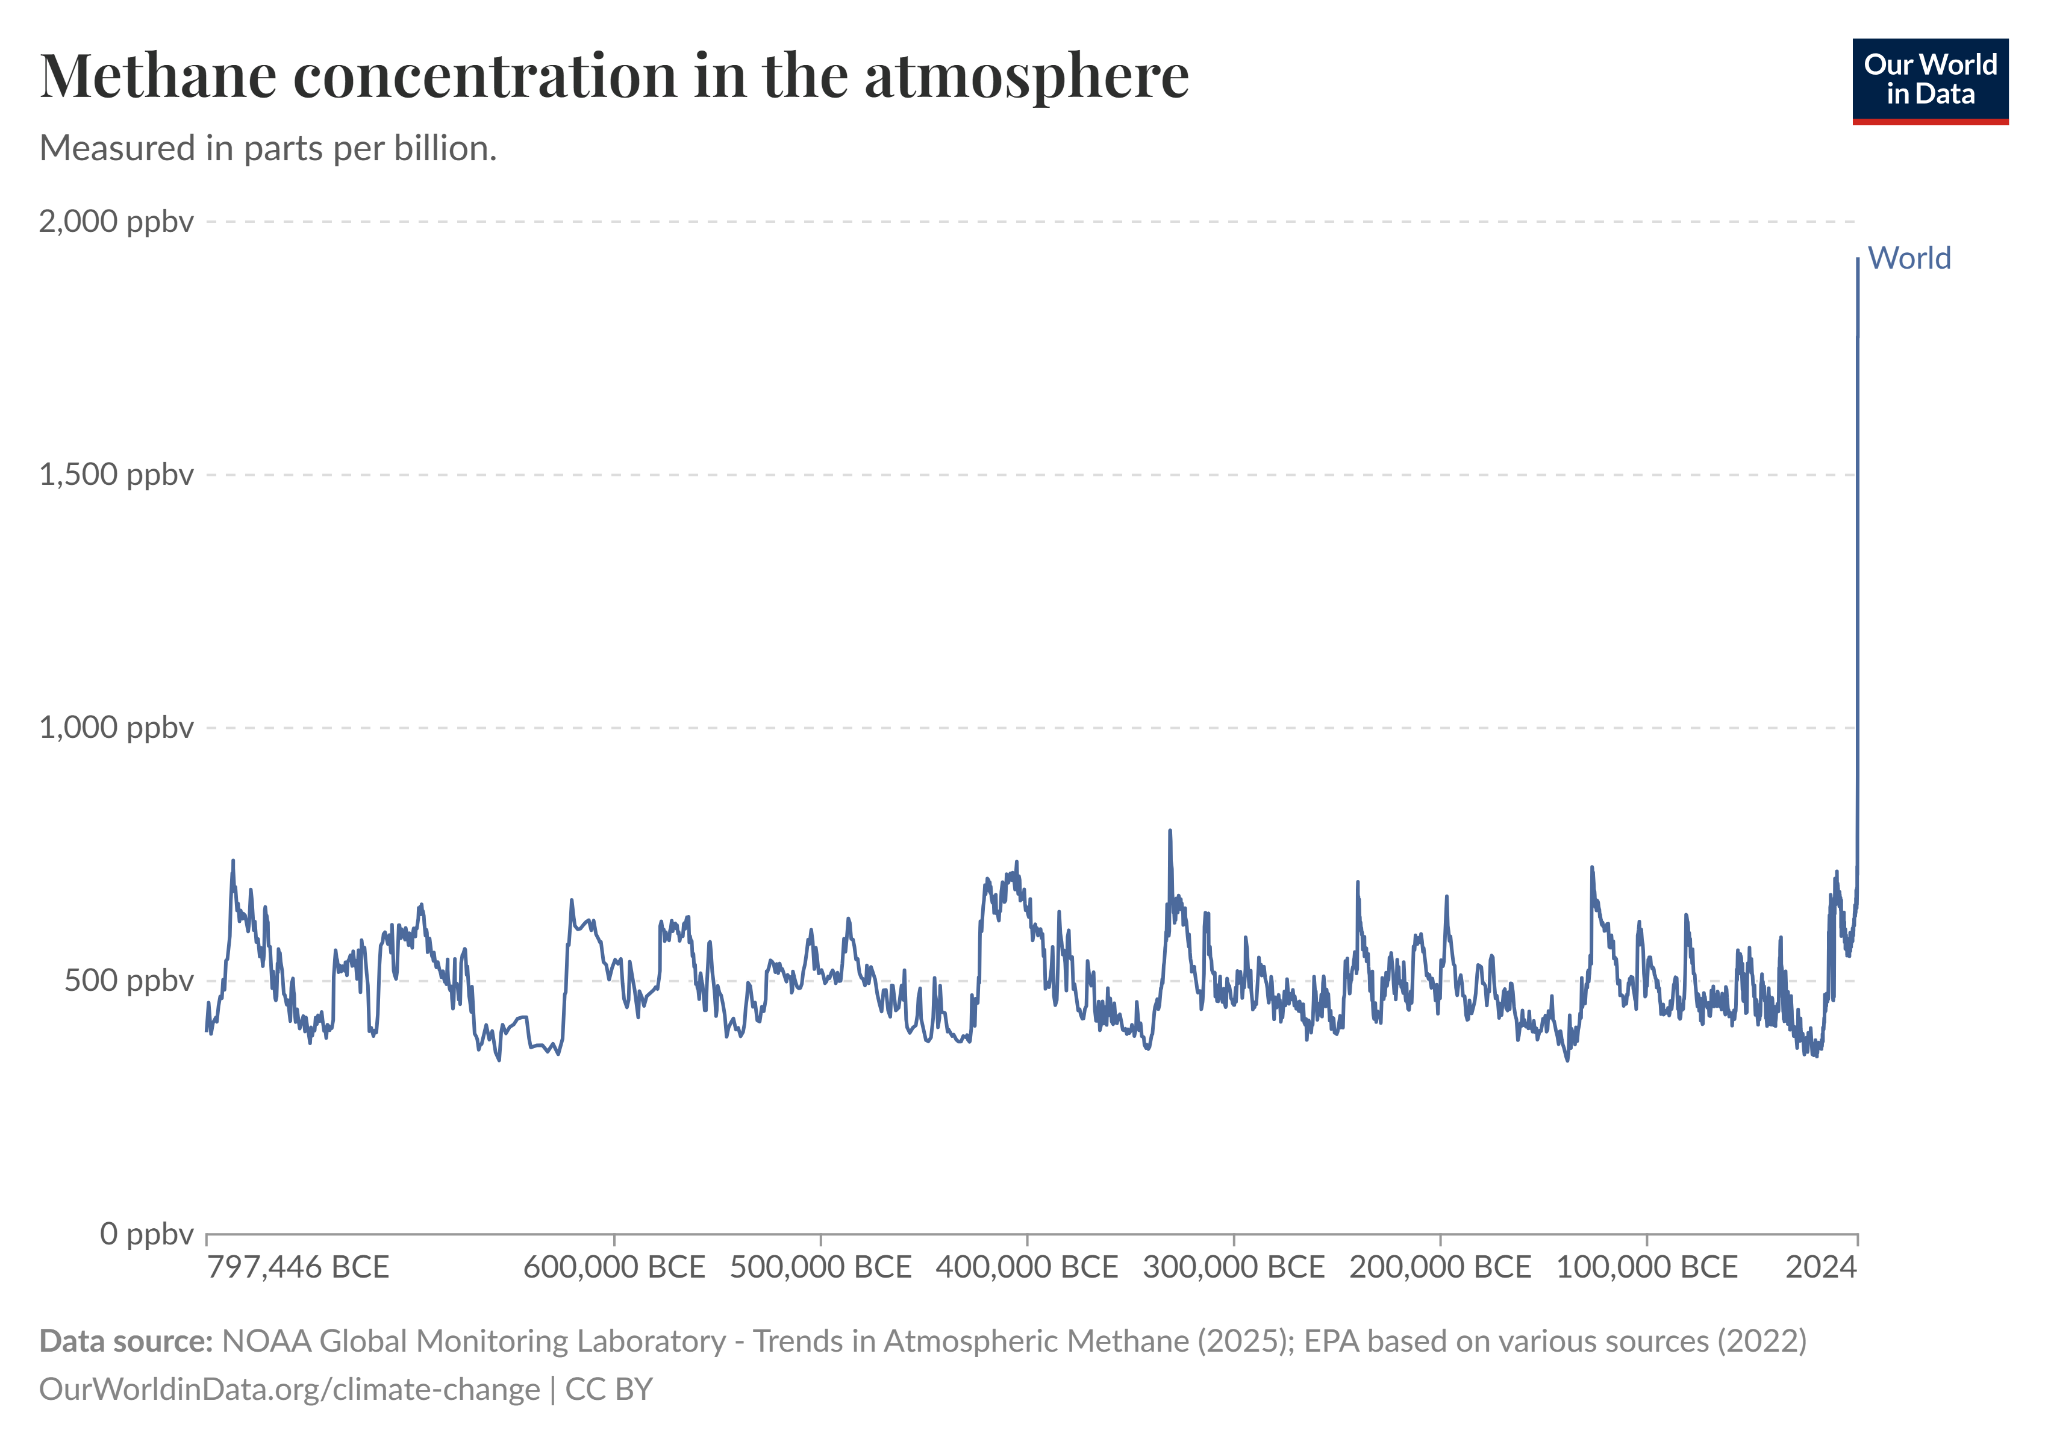 Methane concentration in the atmosphere
Our World
in Data
Measured in parts per billion.
2,000 ppbv
World
1,500 ppbv
1,000 ppbv
500 ppbv
0 ppbv
797,446 BCE
600,000 BCE
500,000 BCE
400,000 BCE
300,000 BCE
200,000 BCE
100,000 BCE
2024
Data source: NOAA Global Monitoring Laboratory - Trends in Atmospheric Methane (2025); EPA based on various sources (2022)
OurWorldinData.org/climate-change | CC BY